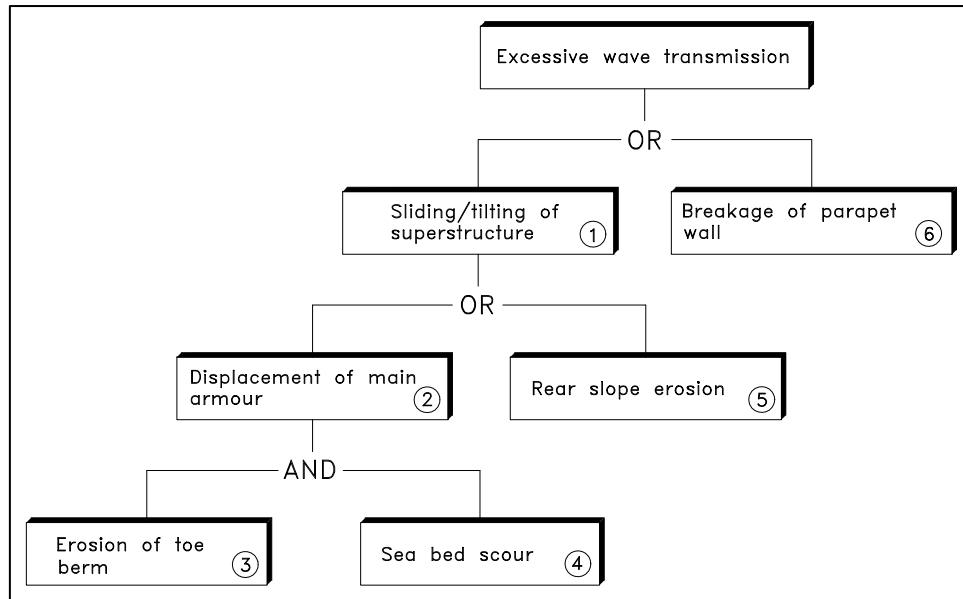 Excessive wave transmission
OR
Sliding/tilting of
superstructure
1
Breakage of parapet
wall
6
OR
Displacement of main
armour
2
Rear slope erosion
5
AND
Erosion of toe
berm
3
Sea bed scour
4